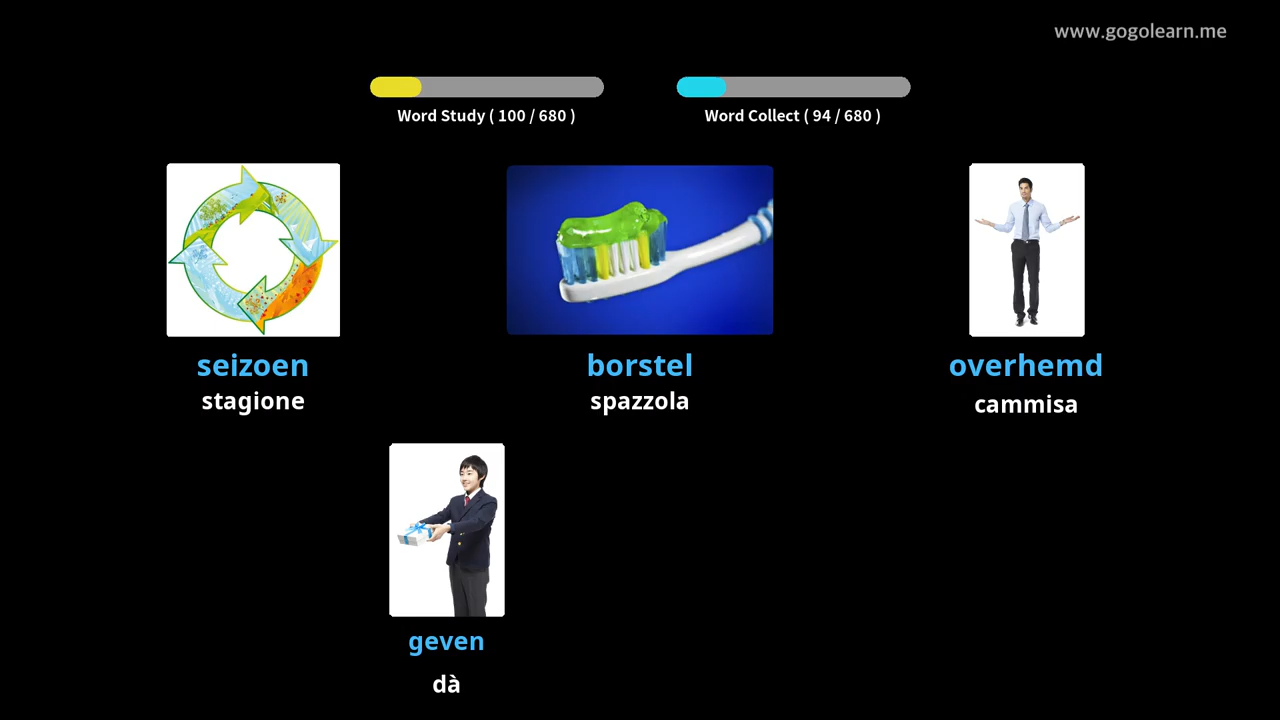 www.gogolearn.me
Word Study ( 100 / 680 )
Word Collect ( 94 / 680 )
seizoen
stagione
borstel
spazzola
overhemd
cammisa
geven
dà